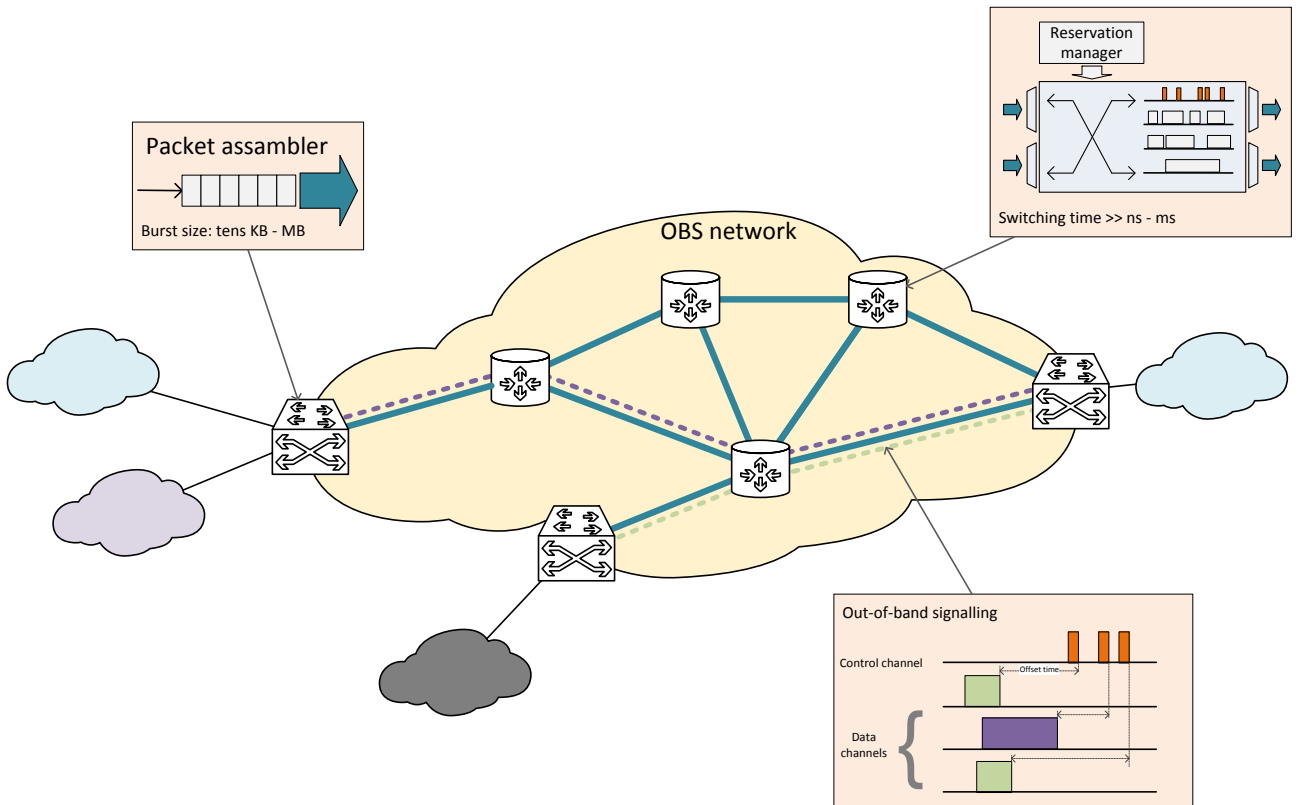 Reservation
manager
Switching time >> ns - ms
Packet assambler
Burst size: tens KB - MB
OBS network
Out-of-band signalling
Control channel
Offset time
Data
channels